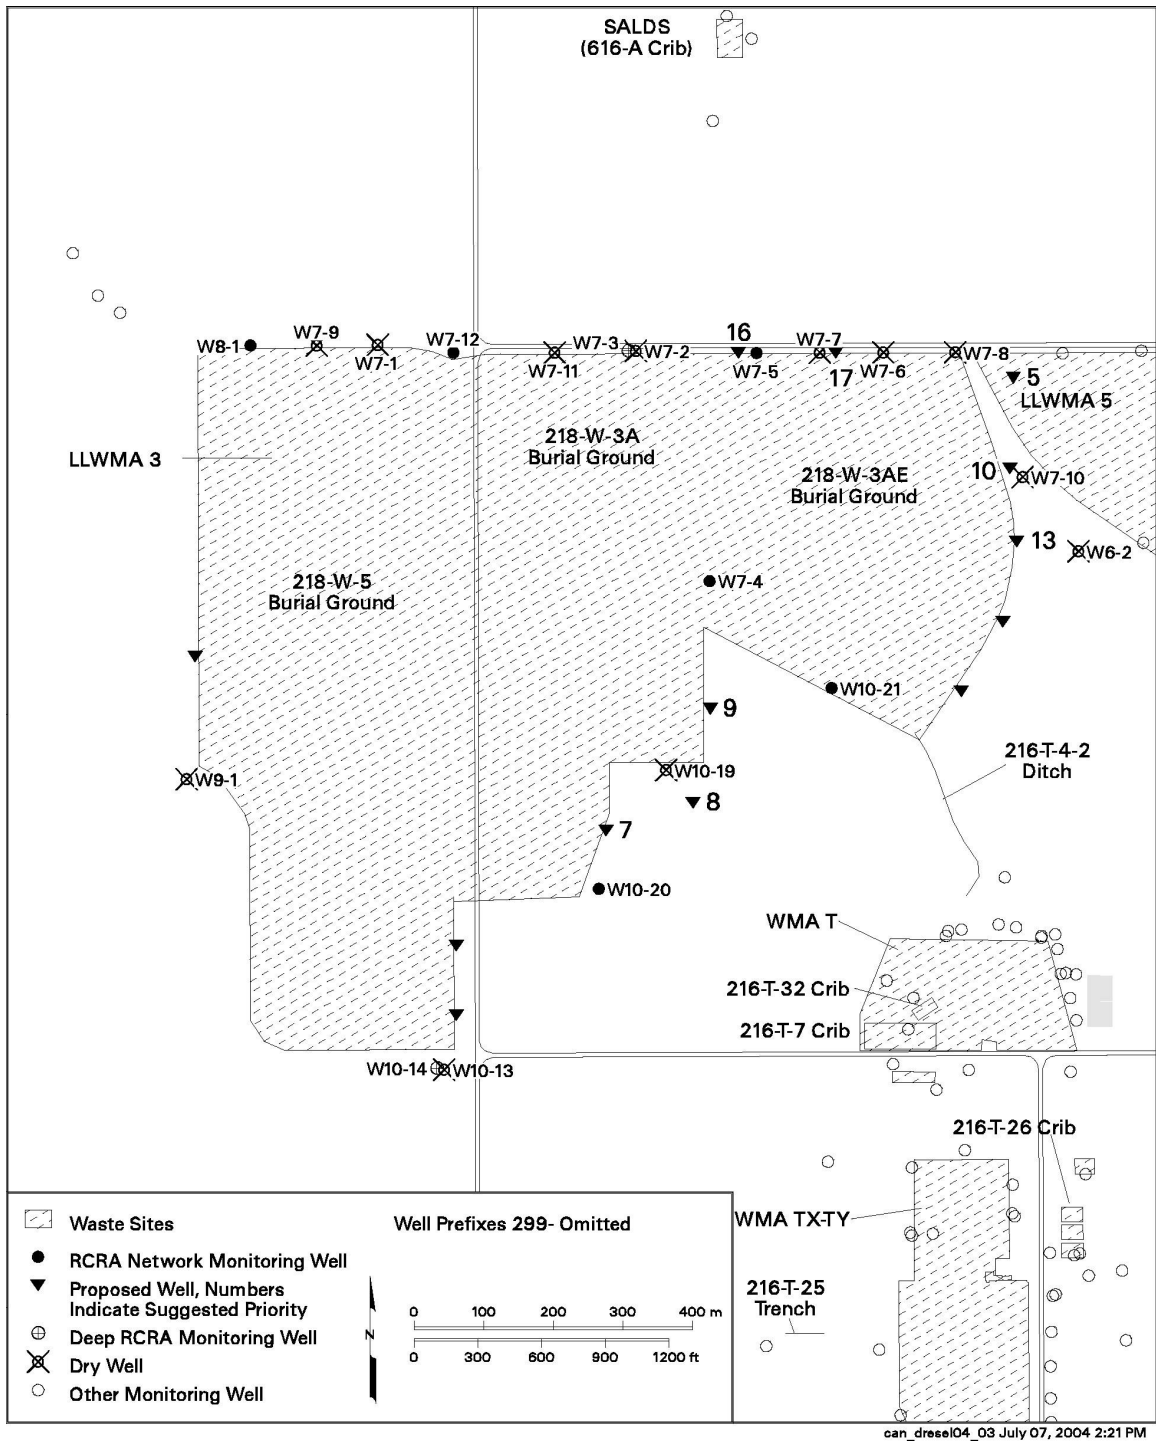 SALDS
(616-A Crib)
W8-1
W7-9
W7-1
W7-12
W7-11
W7-3
W7-2
16
W7-5
W7-7
17
W7-6
W7-8
5
LLWMA 5
LLWMA 3
218-W-3A
Burial Ground
218-W-3AE
Burial Ground
10
W7-10
13
W6-2
218-W-5
Burial Ground
W7-4
W10-21
9
216-T-4-2
Ditch
W9-1
W10-19
8
7
W10-20
WMA T
216-T-32 Crib
216-T-7 Crib
W10-14
W10-13
216-T-26 Crib
WMA TX-TY
216-T-25
Trench
Waste Sites
RCRA Network Monitoring Well
Proposed Well, Numbers
Indicate Suggested Priority
Deep RCRA Monitoring Well
Dry Well
Other Monitoring Well
Well Prefixes 299- Omitted
N
0 100 200 300 400 m
0 300 600 900 1200 ft
can_dresel04_03 July 07, 2004 2:21 PM